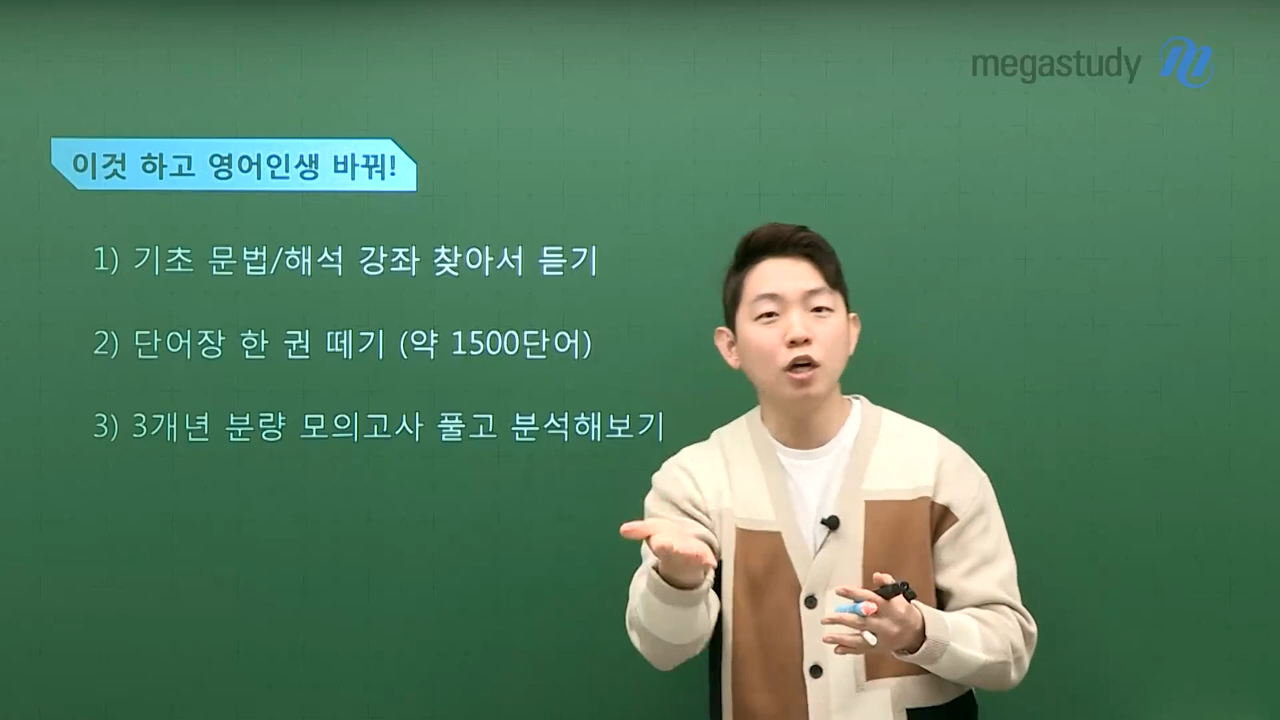 megastudy
이것 하고 영어인생 바꿔!
1) 기초 문법/해석 강좌 찾아서 듣기
2) 단어장 한 권 떼기 (약 1500단어)
3) 3개년 분량 모의고사 풀고 분석해보기